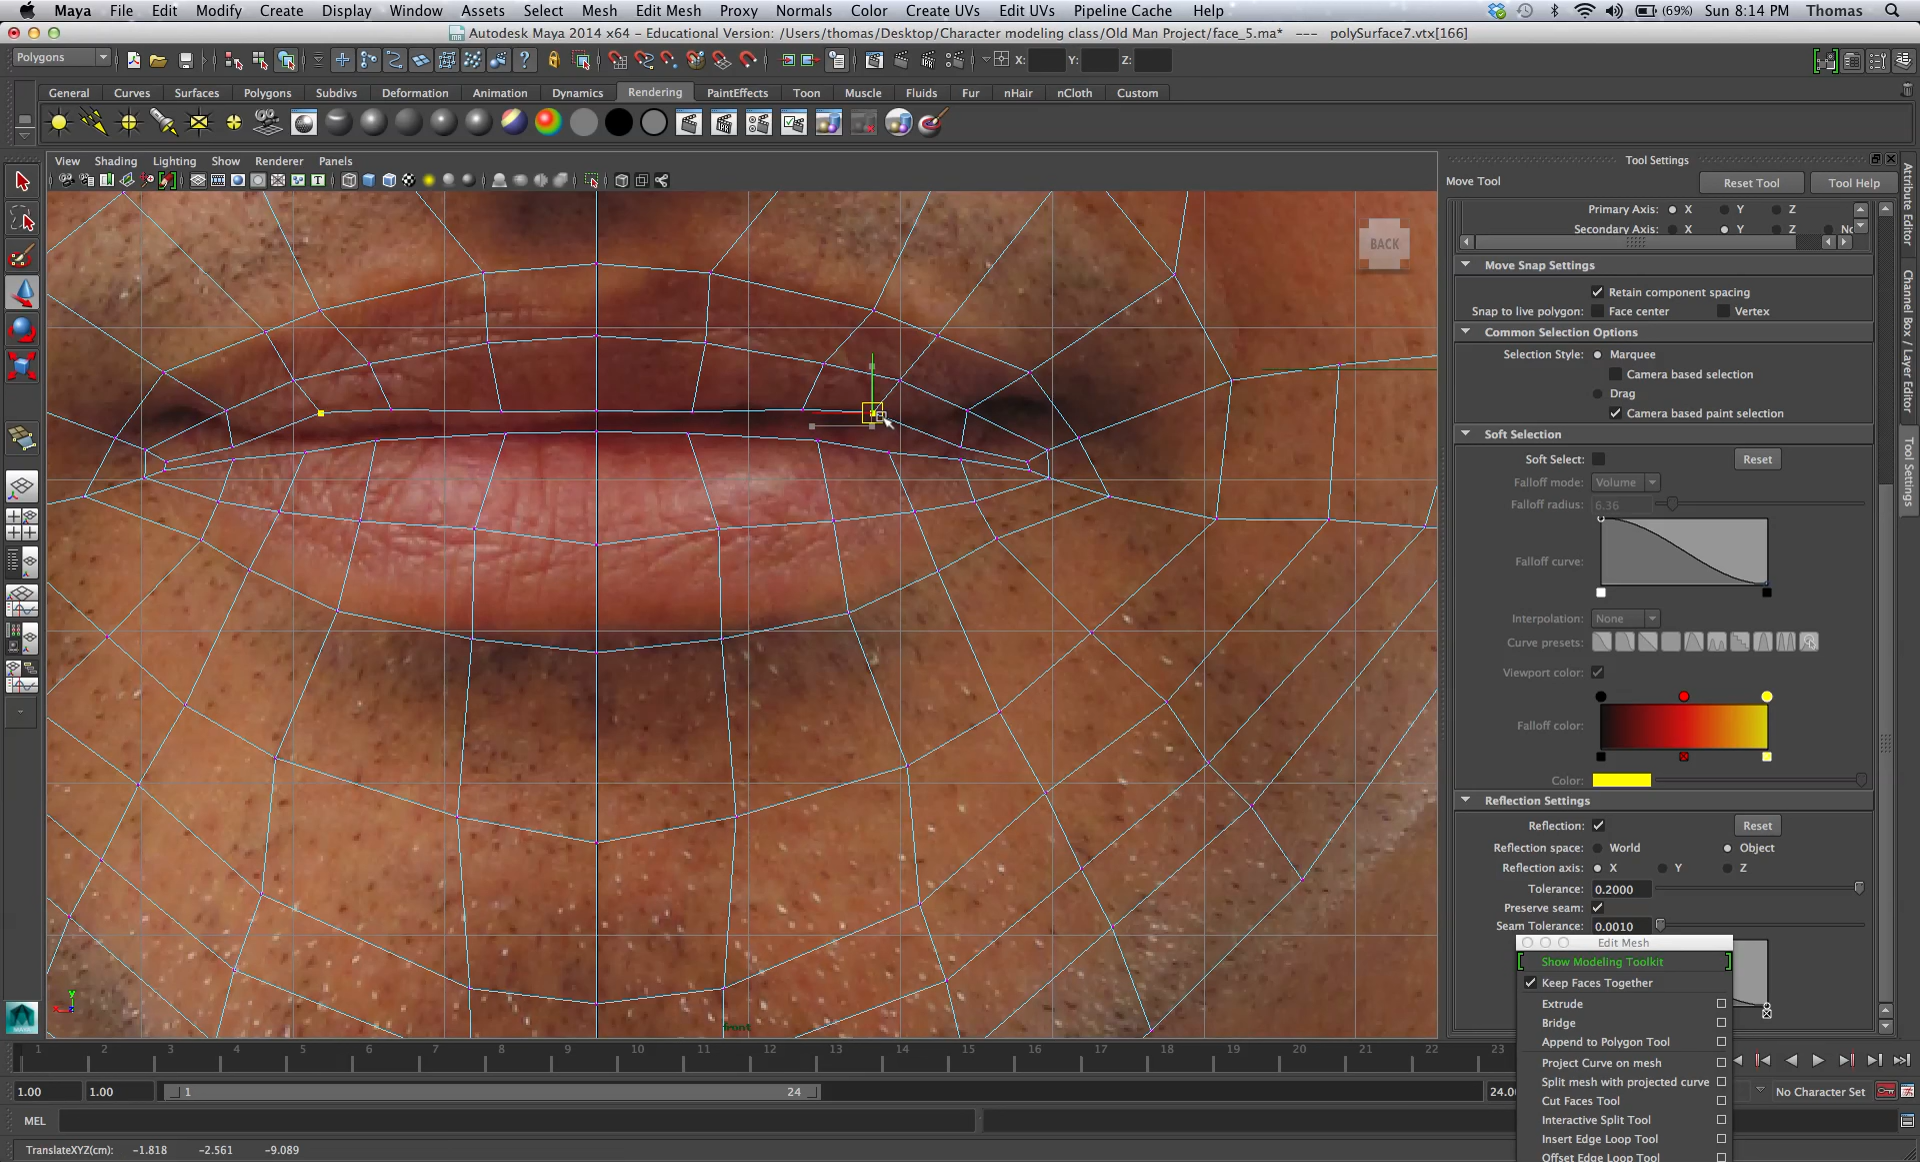 Maya File Edit Modify Create Display Window Assets Select Mesh Edit Mesh Proxy Normals Color Create UVs Edit UVs Pipeline Cache Help (69%) Sun 8:14 PM Thomas
Autodesk Maya 2014 x64 - Educational Version: /Users/thomas/Desktop/Character modeling class/Old Man Project/face_5.ma* --- polySurface7.vtx[166]
Polygons X: Y: Z:
General Curves Surfaces Polygons Subdivs Deformation Animation Dynamics Rendering PaintEffects Toon Muscle Fluids Fur nHair nCloth Custom
View Shading Lighting Show Renderer Panels
Tool Settings
Move Tool Reset Tool Tool Help
Primary Axis: X Y Z
Secondary Axis: X Y Z
Move Snap Settings
Retain component spacing
Snap to live polygon: Face center Vertex
Common Selection Options
Selection Style: Marquee
Camera based selection
Drag
Camera based paint selection
Soft Selection
Soft Select: Reset
Falloff mode: Volume
Falloff radius: 6.36
Falloff curve:
Interpolation: None
Curve presets:
Viewport color:
Falloff color:
Color:
Reflection Settings
Reflection: Reset
Reflection space: World Object
Reflection axis: X Y Z
Tolerance: 0.2000
Preserve seam:
Seam Tolerance: 0.0010
Edit Mesh
Show Modeling Toolkit
Keep Faces Together
Extrude
Bridge
Append to Polygon Tool
Project Curve on mesh
Split mesh with projected curve
Cut Faces Tool
Interactive Split Tool
Insert Edge Loop Tool
Offset Edge Loop Tool
Attribute Editor
Channel Box / Layer Editor
Tool Settings
BACK
y
front
1 2 3 4 5 6 7 8 9 10 11 12 13 14 15 16 17 18 19 20 21 22 23
1.00 1.00 1 24 24.00 No Character Set
MEL
TranslateXYZ(cm): -1.818 -2.561 -9.089